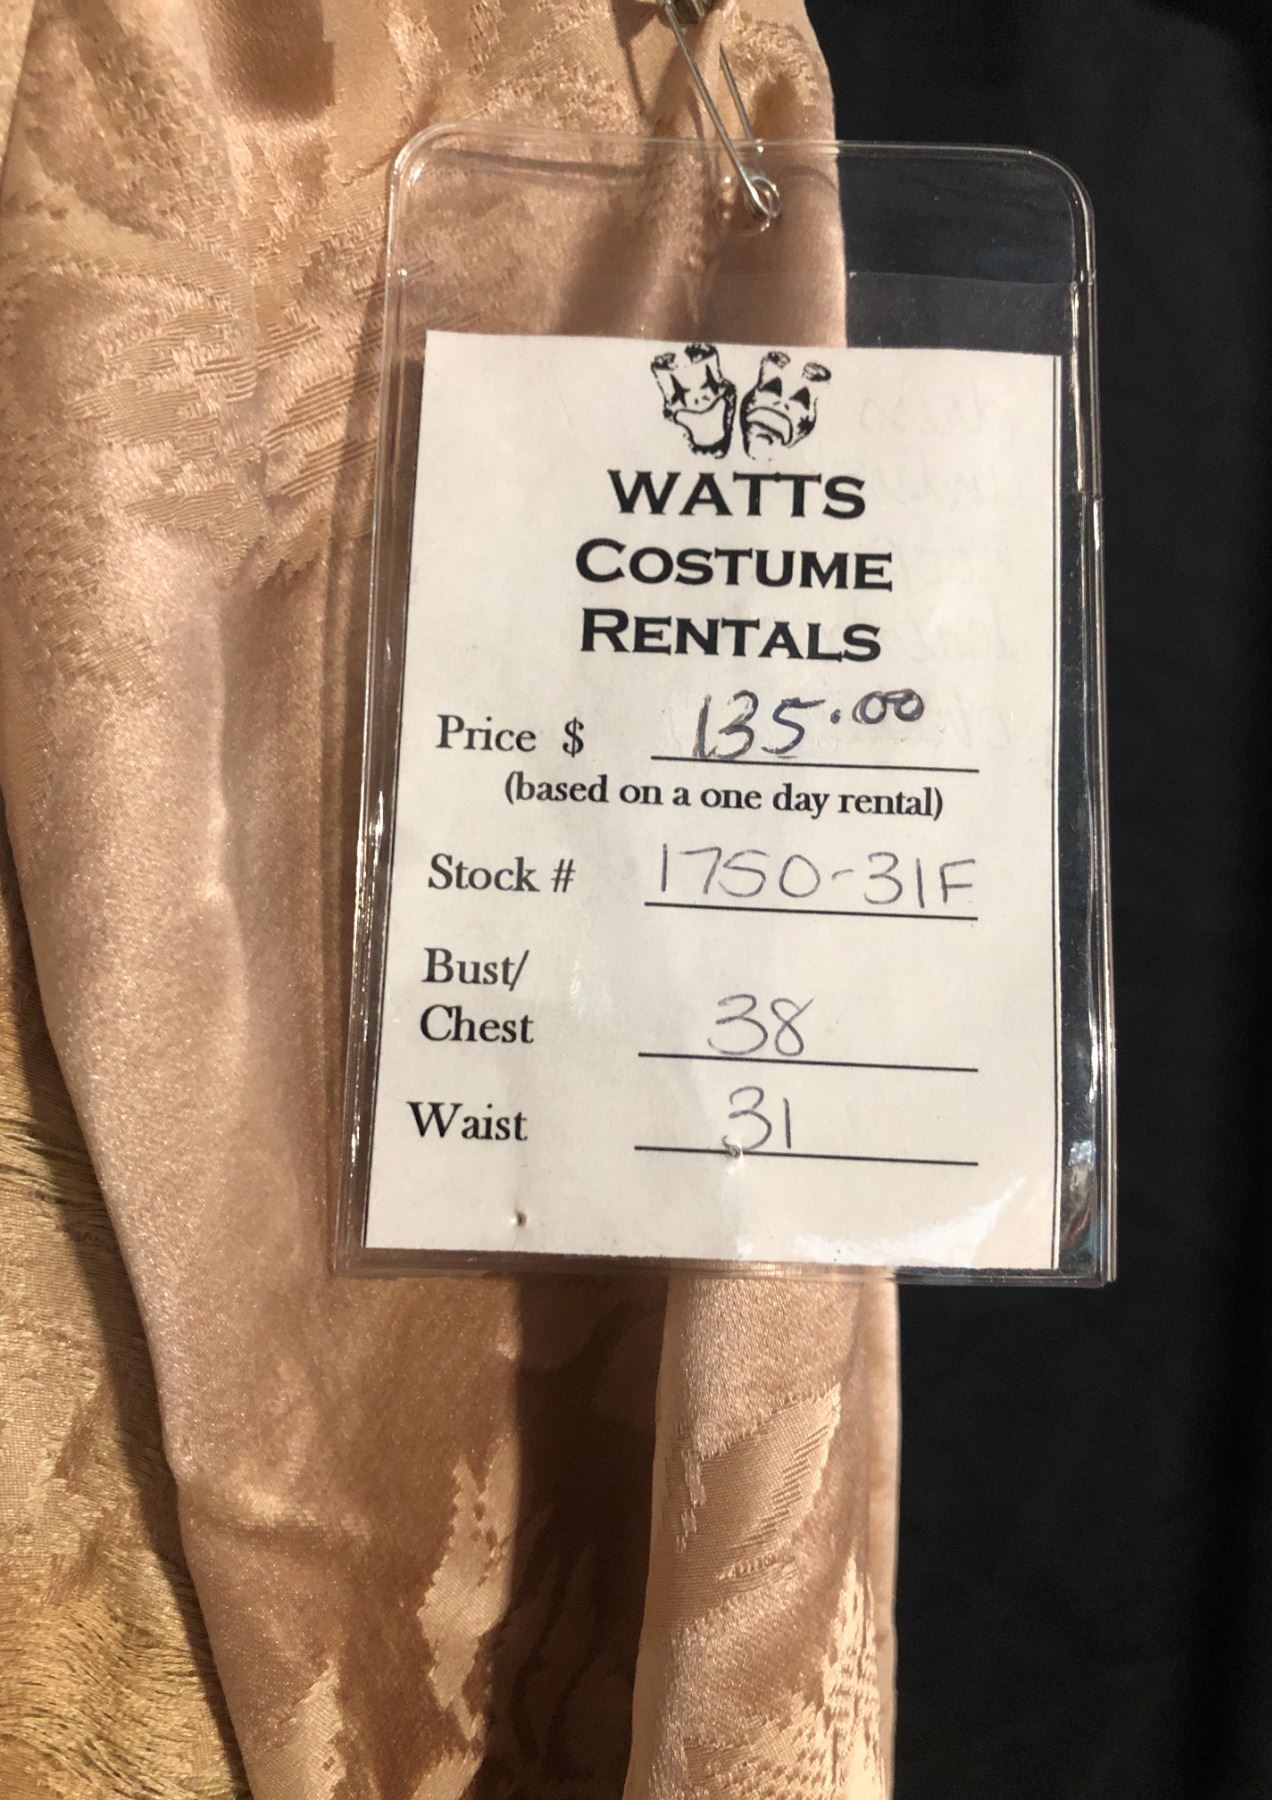 WATTS
COSTUME
RENTALS
Price $ 135.00
(based on a one day rental)
Stock # 1750-31F
Bust/
Chest 38
Waist 31